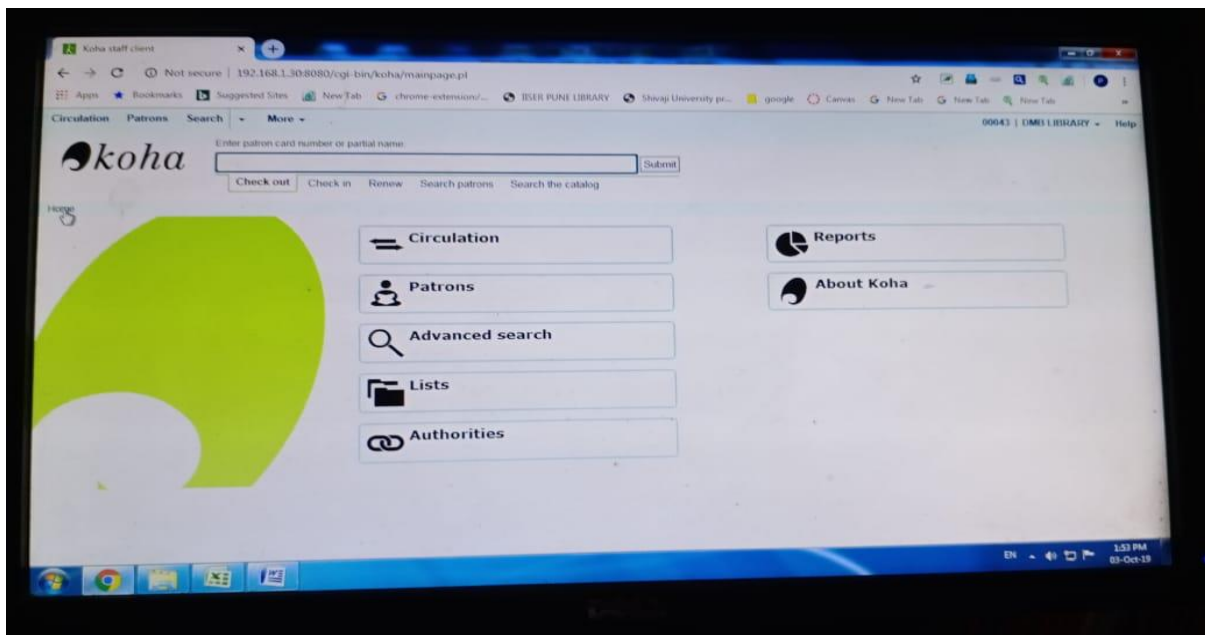 Koha staff client
Not secure | 192.168.1.30:8080/cgi-bin/koha/mainpage.pl
Apps Bookmarks Suggested Sites New Tab chrome-extension/... IISER PUNE LIBRARY Shivaji University pr... google Canvas New Tab New Tab New Tab
Circulation Patrons Search More 00043 | DMB LIBRARY Help
Enter patron card number or partial name
koha Submit
Check out Check in Renew Search patrons Search the catalog
Home
Circulation Reports
Patrons About Koha
Advanced search
Lists
Authorities
EN 1:53 PM
03-Oct-19